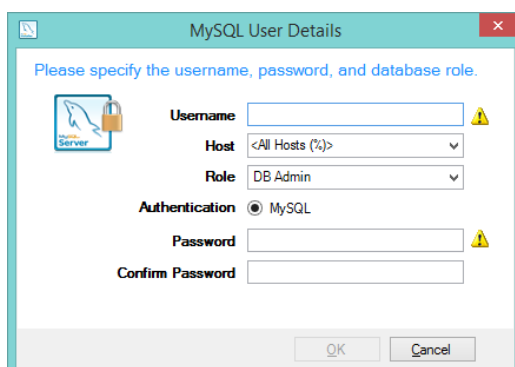 MySQL User Details
Please specify the username, password, and database role.
MySQL
Server
Username
Host <All Hosts (%)>
Role DB Admin
Authentication MySQL
Password
Confirm Password
OK Cancel